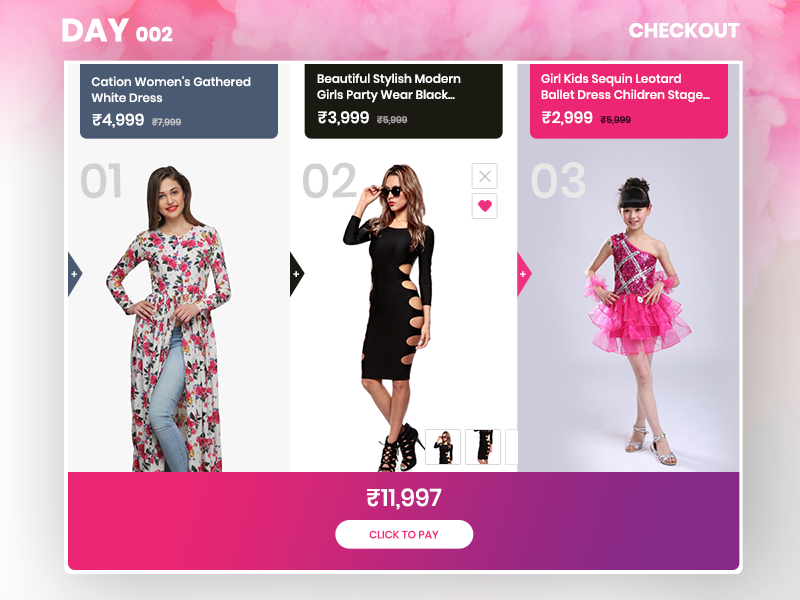 DAY 002
CHECKOUT
Cation Women's Gathered
White Dress
₹4,999 ₹7,999
Beautiful Stylish Modern
Girls Party Wear Black...
₹3,999 ₹5,999
Girl Kids Sequin Leotard
Ballet Dress Children Stage...
₹2,999 ₹5,999
01
02
03
+
+
+
₹11,997
CLICK TO PAY